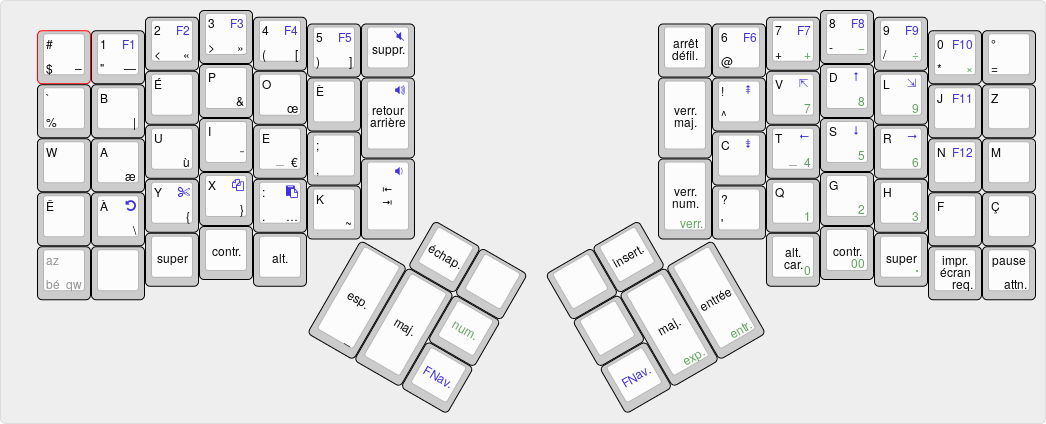 # $ –
1 F1 " —
2 F2 < «
3 F3 > »
4 F4 ( [
5 F5 ) ]
suppr.
` %
B |
É
P &
O œ
È
retour
arrière
W
A æ
U ù
I ¨
E _ €
; ,
⇤
⇥
Ê
À \
Y {
X }
: . …
K ~
az
bé qw
super
contr.
alt.
échap.
esp.
_
maj.
num.
FNav.
arrêt
défil.
6 F6 @
7 F7 + +
8 F8 - –
9 F9 / ÷
0 F10 * ×
° =
verr.
maj.
! ^
V ⇱ 7
D ↑ 8
L ⇲ 9
J F11
Z
verr.
num.
verr.
C ⇟
T ← _ 4
S ↓ 5
R → 6
N F12
M
? '
Q 1
G 2
H 3
F
Ç
alt.
car. 0
contr.
00
super .
impr.
écran
req.
pause
attn.
insert.
maj.
exp.
entrée
entr.
FNav.